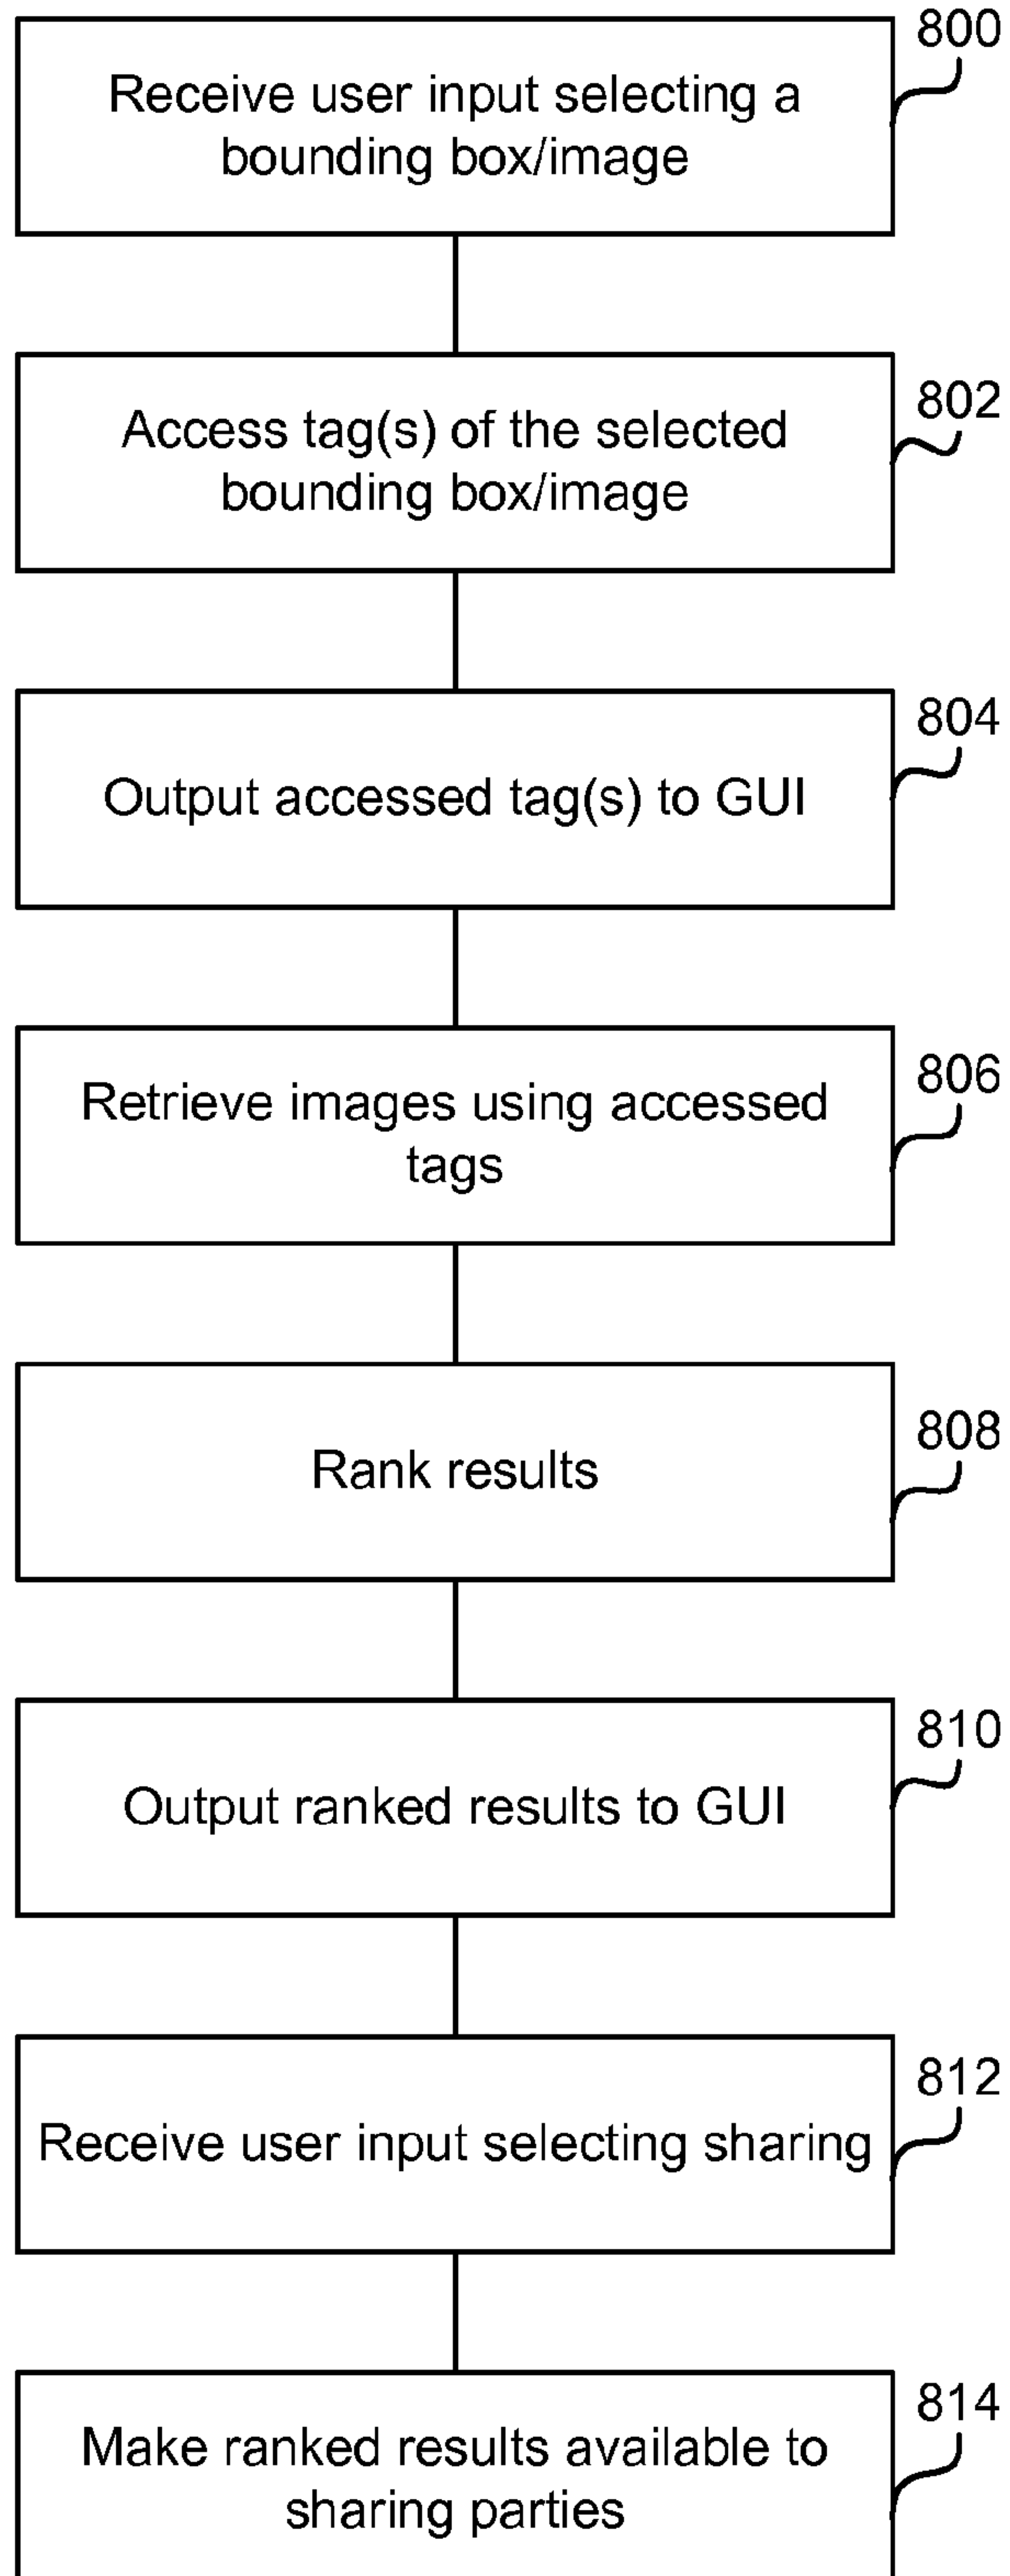 800
Receive user input selecting a
bounding box/image
802
Access tag(s) of the selected
bounding box/image
804
Output accessed tag(s) to GUI
806
Retrieve images using accessed
tags
808
Rank results
810
Output ranked results to GUI
812
Receive user input selecting sharing
814
Make ranked results available to
sharing parties